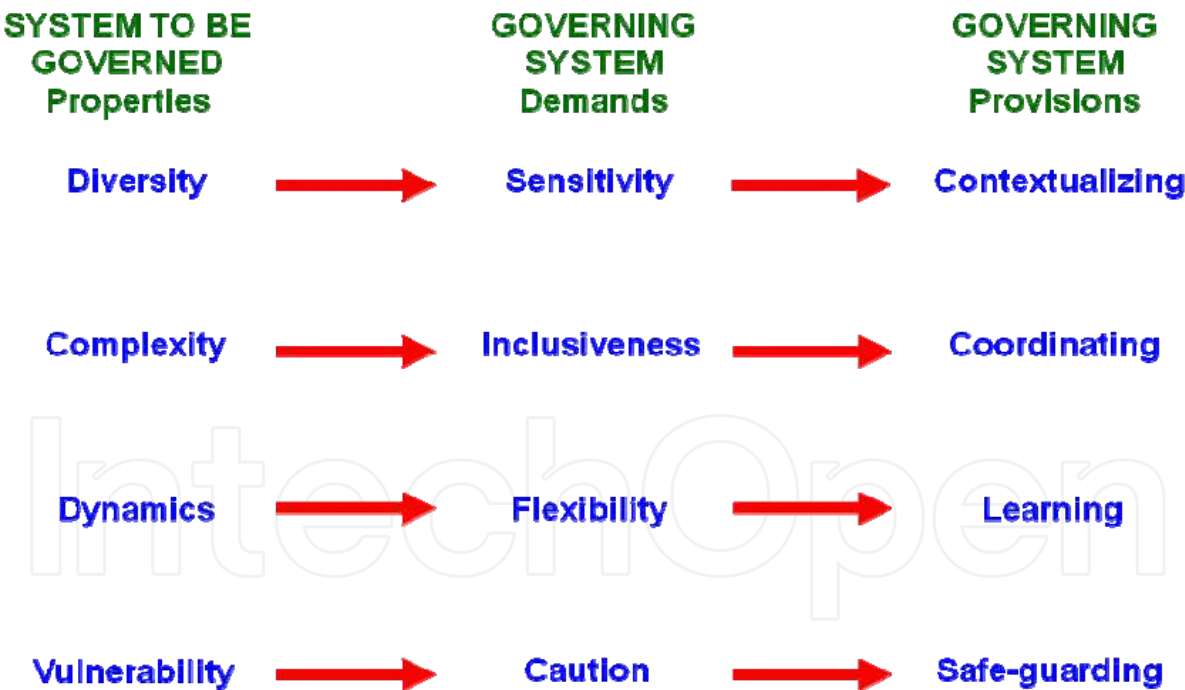 SYSTEM TO BE
GOVERNED
Properties
GOVERNING
SYSTEM
Demands
GOVERNING
SYSTEM
Provisions
Diversity
Sensitivity
Contextualizing
Complexity
Inclusiveness
Coordinating
Dynamics
Flexibility
Learning
Vulnerability
Caution
Safe-guarding
IntechOpen